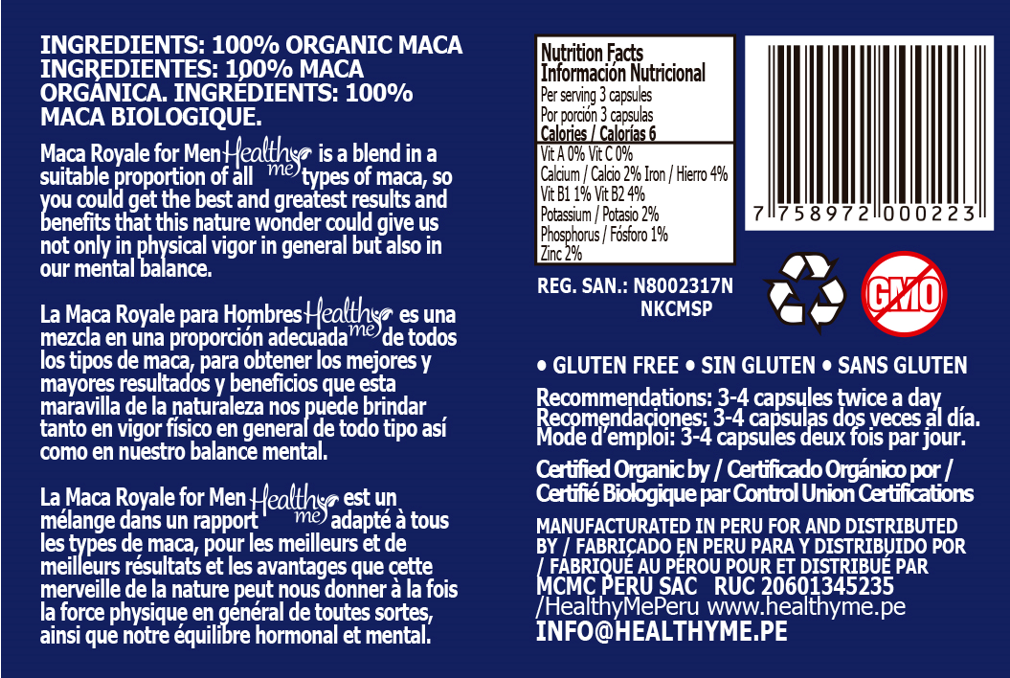 INGREDIENTS: 100% ORGANIC MACA
INGREDIENTES: 100% MACA
ORGÁNICA. INGRÉDIENTS: 100%
MACA BIOLOGIQUE.
Maca Royale for Men Healthy me is a blend in a
suitable proportion of all types of maca, so
you could get the best and greatest results and
benefits that this nature wonder could give us
not only in physical vigor in general but also in
our mental balance.
La Maca Royale para Hombres Healthy me es una
mezcla en una proporción adecuada de todos
los tipos de maca, para obtener los mejores y
mayores resultados y beneficios que esta
maravilla de la naturaleza nos puede brindar
tanto en vigor físico en general de todo tipo así
como en nuestro balance mental.
La Maca Royale for Men Healthy me est un
mélange dans un rapport adapté à tous
les types de maca, pour les meilleurs et de
meilleurs résultats et les avantages que cette
merveille de la nature peut nous donner à la fois
la force physique en général de toutes sortes,
ainsi que notre équilibre hormonal et mental.
Nutrition Facts
Información Nutricional
Per serving 3 capsules
Por porción 3 capsulas
Calories / Calorías 6
Vit A 0% Vit C 0%
Calcium / Calcio 2% Iron / Hierro 4%
Vit B1 1% Vit B2 4%
Potassium / Potasio 2%
Phosphorus / Fósforo 1%
Zinc 2%
7 758972 000223
REG. SAN.: N8002317N
NKCMSP
GMO
• GLUTEN FREE • SIN GLUTEN • SANS GLUTEN
Recommendations: 3-4 capsules twice a day
Recomendaciones: 3-4 capsulas dos veces al día.
Mode d'emploi: 3-4 capsules deux fois par jour.
Certified Organic by / Certificado Orgánico por /
Certifié Biologique par Control Union Certifications
MANUFACTURATED IN PERU FOR AND DISTRIBUTED
BY / FABRICADO EN PERU PARA Y DISTRIBUIDO POR
/ FABRIQUÉ AU PÉROU POUR ET DISTRIBUÉ PAR
MCMC PERU SAC RUC 20601345235
/HealthyMePeru www.healthyme.pe
INFO@HEALTHYME.PE